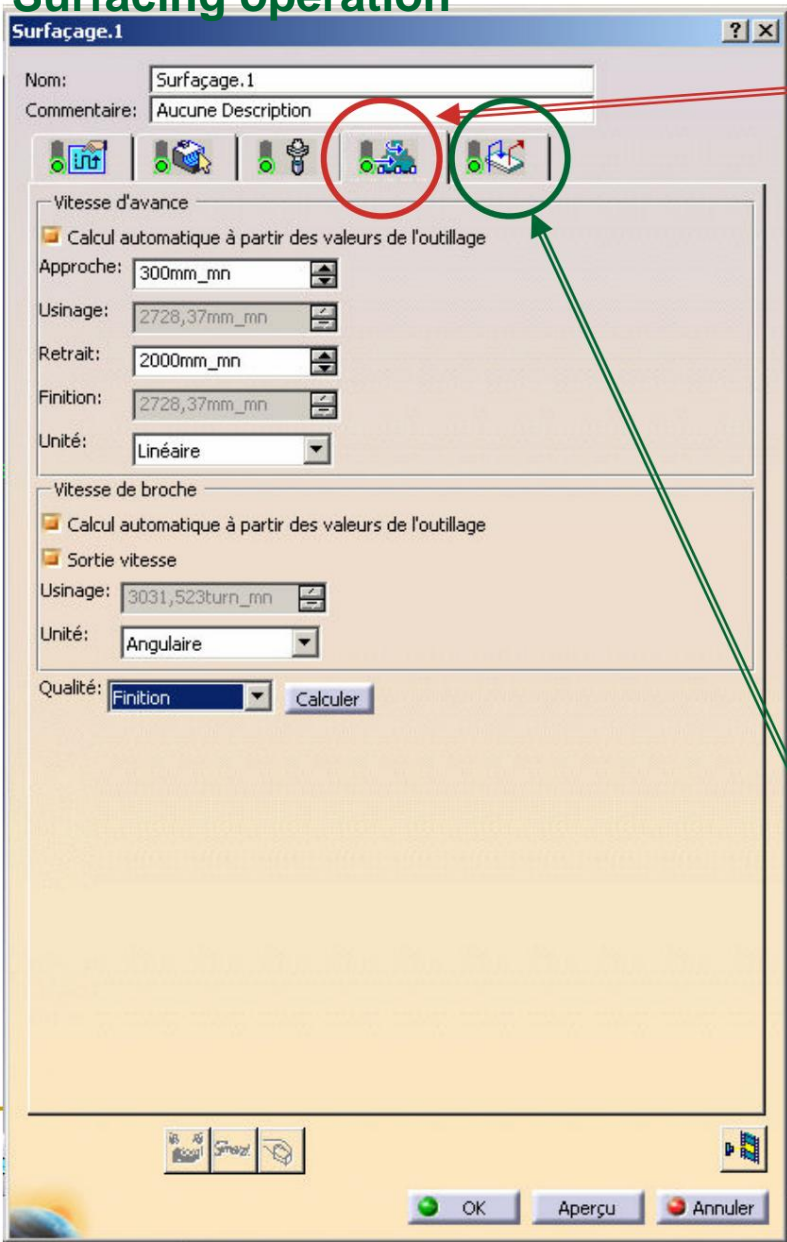 Surfacing operation
Surfaçage.1
Nom: Surfaçage.1
Commentaire: Aucune Description
Vitesse d'avance
Calcul automatique à partir des valeurs de l'outillage
Approche: 300mm_mn
Usinage: 2728,37mm_mn
Retrait: 2000mm_mn
Finition: 2728,37mm_mn
Unité: Linéaire
Vitesse de broche
Calcul automatique à partir des valeurs de l'outillage
Sortie vitesse
Usinage: 3031,523turn_mn
Unité: Angulaire
Qualité: Finition Calculer
OK Aperçu Annuler